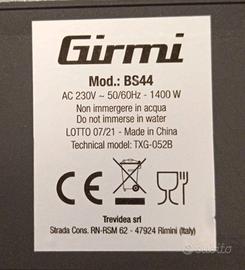 Girmi
Mod.: BS44
AC 230V ~ 50/60Hz - 1400 W
Non immergere in acqua
Do not immerse in water
LOTTO 07/21 - Made in China
Technical model: TXG-052B
CE
Trevidea srl
Strada Cons. RN-RSM 62 - 47924 Rimini (Italy)
subito